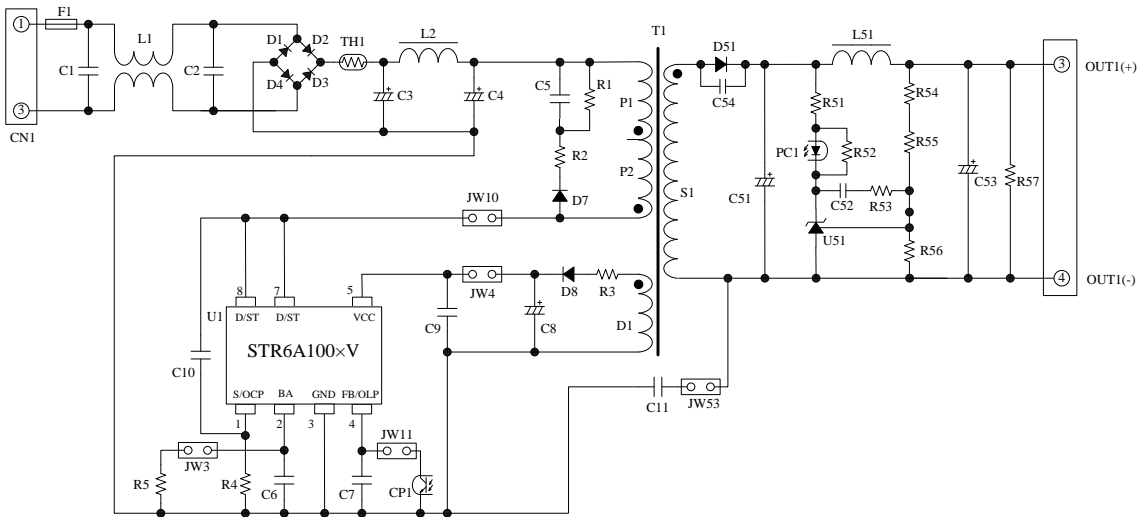 F1
1
3
CN1
C1
L1
C2
D1
D2
D4
D3
TH1
L2
C3
C4
C5
R1
R2
D7
P1
P2
T1
S1
D51
C54
C51
L51
R51
PC1
R52
C52
R53
U51
R54
R55
R56
C53
R57
3
OUT1(+)
4
OUT1(-)
JW10
8
7
5
U1
D/ST
D/ST
VCC
STR6A100×V
S/OCP
BA
GND
FB/OLP
1
2
3
4
C10
C9
JW4
C8
D8
R3
D1
C11
JW53
JW3
R5
R4
C6
C7
JW11
CP1